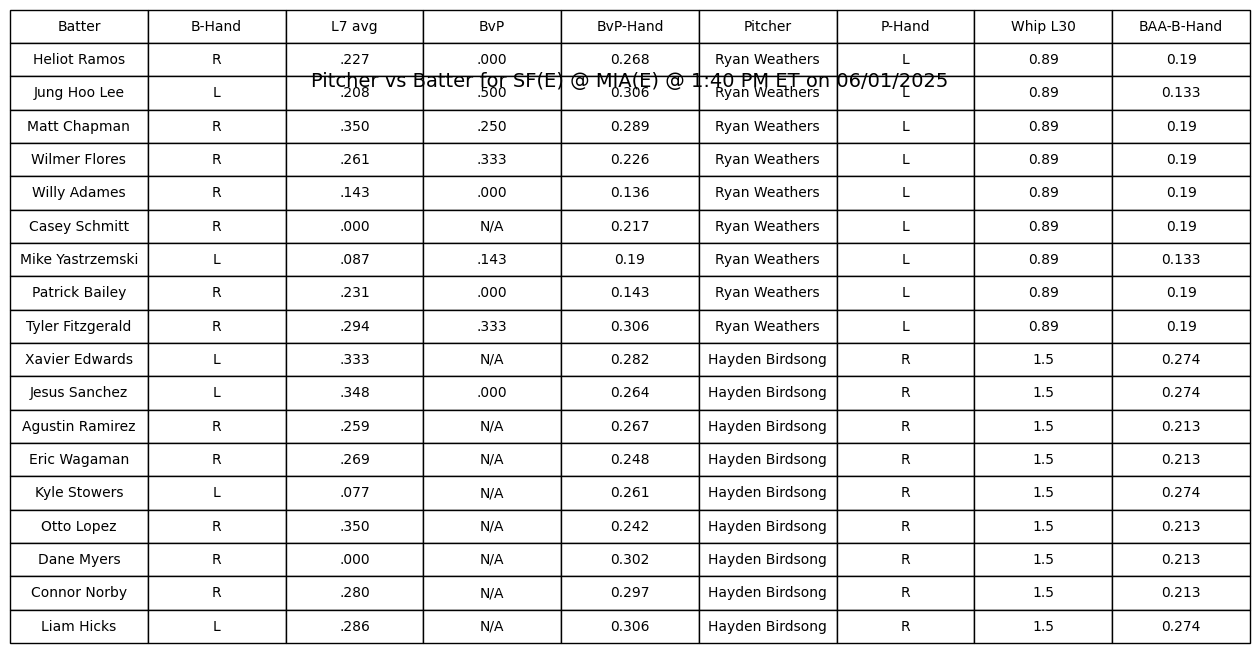 Batter B-Hand L7 avg BvP BvP-Hand Pitcher P-Hand Whip L30 BAA-B-Hand
Heliot Ramos R .227 .000 0.268 Ryan Weathers L 0.89 0.19
Pitcher vs Batter for SF(E) @ MIA(E) @ 1:40 PM ET on 06/01/2025
Jung Hoo Lee L .208 .500 0.306 Ryan Weathers L 0.89 0.133
Matt Chapman R .350 .250 0.289 Ryan Weathers L 0.89 0.19
Wilmer Flores R .261 .333 0.226 Ryan Weathers L 0.89 0.19
Willy Adames R .143 .000 0.136 Ryan Weathers L 0.89 0.19
Casey Schmitt R .000 N/A 0.217 Ryan Weathers L 0.89 0.19
Mike Yastrzemski L .087 .143 0.19 Ryan Weathers L 0.89 0.133
Patrick Bailey R .231 .000 0.143 Ryan Weathers L 0.89 0.19
Tyler Fitzgerald R .294 .333 0.306 Ryan Weathers L 0.89 0.19
Xavier Edwards L .333 N/A 0.282 Hayden Birdsong R 1.5 0.274
Jesus Sanchez L .348 .000 0.264 Hayden Birdsong R 1.5 0.274
Agustin Ramirez R .259 N/A 0.267 Hayden Birdsong R 1.5 0.213
Eric Wagaman R .269 N/A 0.248 Hayden Birdsong R 1.5 0.213
Kyle Stowers L .077 N/A 0.261 Hayden Birdsong R 1.5 0.274
Otto Lopez R .350 N/A 0.242 Hayden Birdsong R 1.5 0.213
Dane Myers R .000 N/A 0.302 Hayden Birdsong R 1.5 0.213
Connor Norby R .280 N/A 0.297 Hayden Birdsong R 1.5 0.213
Liam Hicks L .286 N/A 0.306 Hayden Birdsong R 1.5 0.274